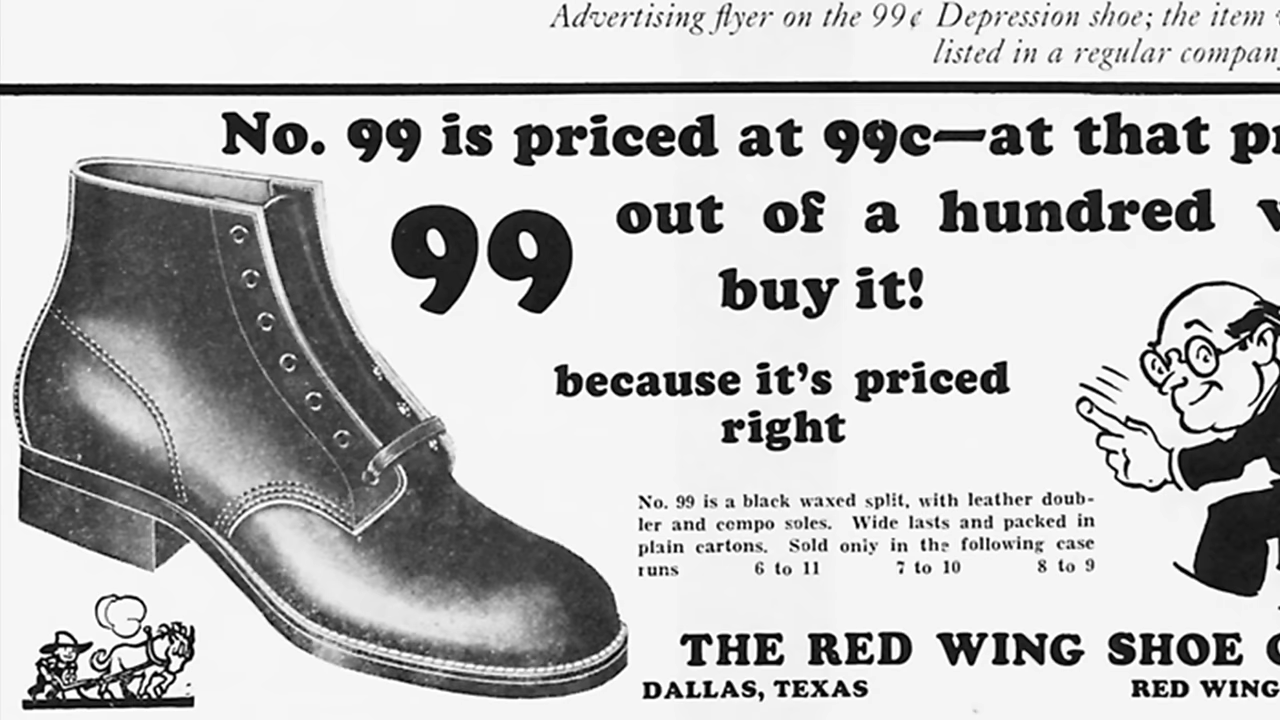 Advertising flyer on the 99¢ Depression shoe; the item
listed in a regular
No. 99 is priced at 99c—at that
99 out of a hundred
buy it!
because it's priced
right
No. 99 is a black waxed split, with leather doub-
ler and compo soles. Wide lasts and packed in
plain cartons. Sold only in the following case
runs 6 to 11 7 to 10 8 to 9
THE RED WING SHOE
DALLAS, TEXAS RED WING